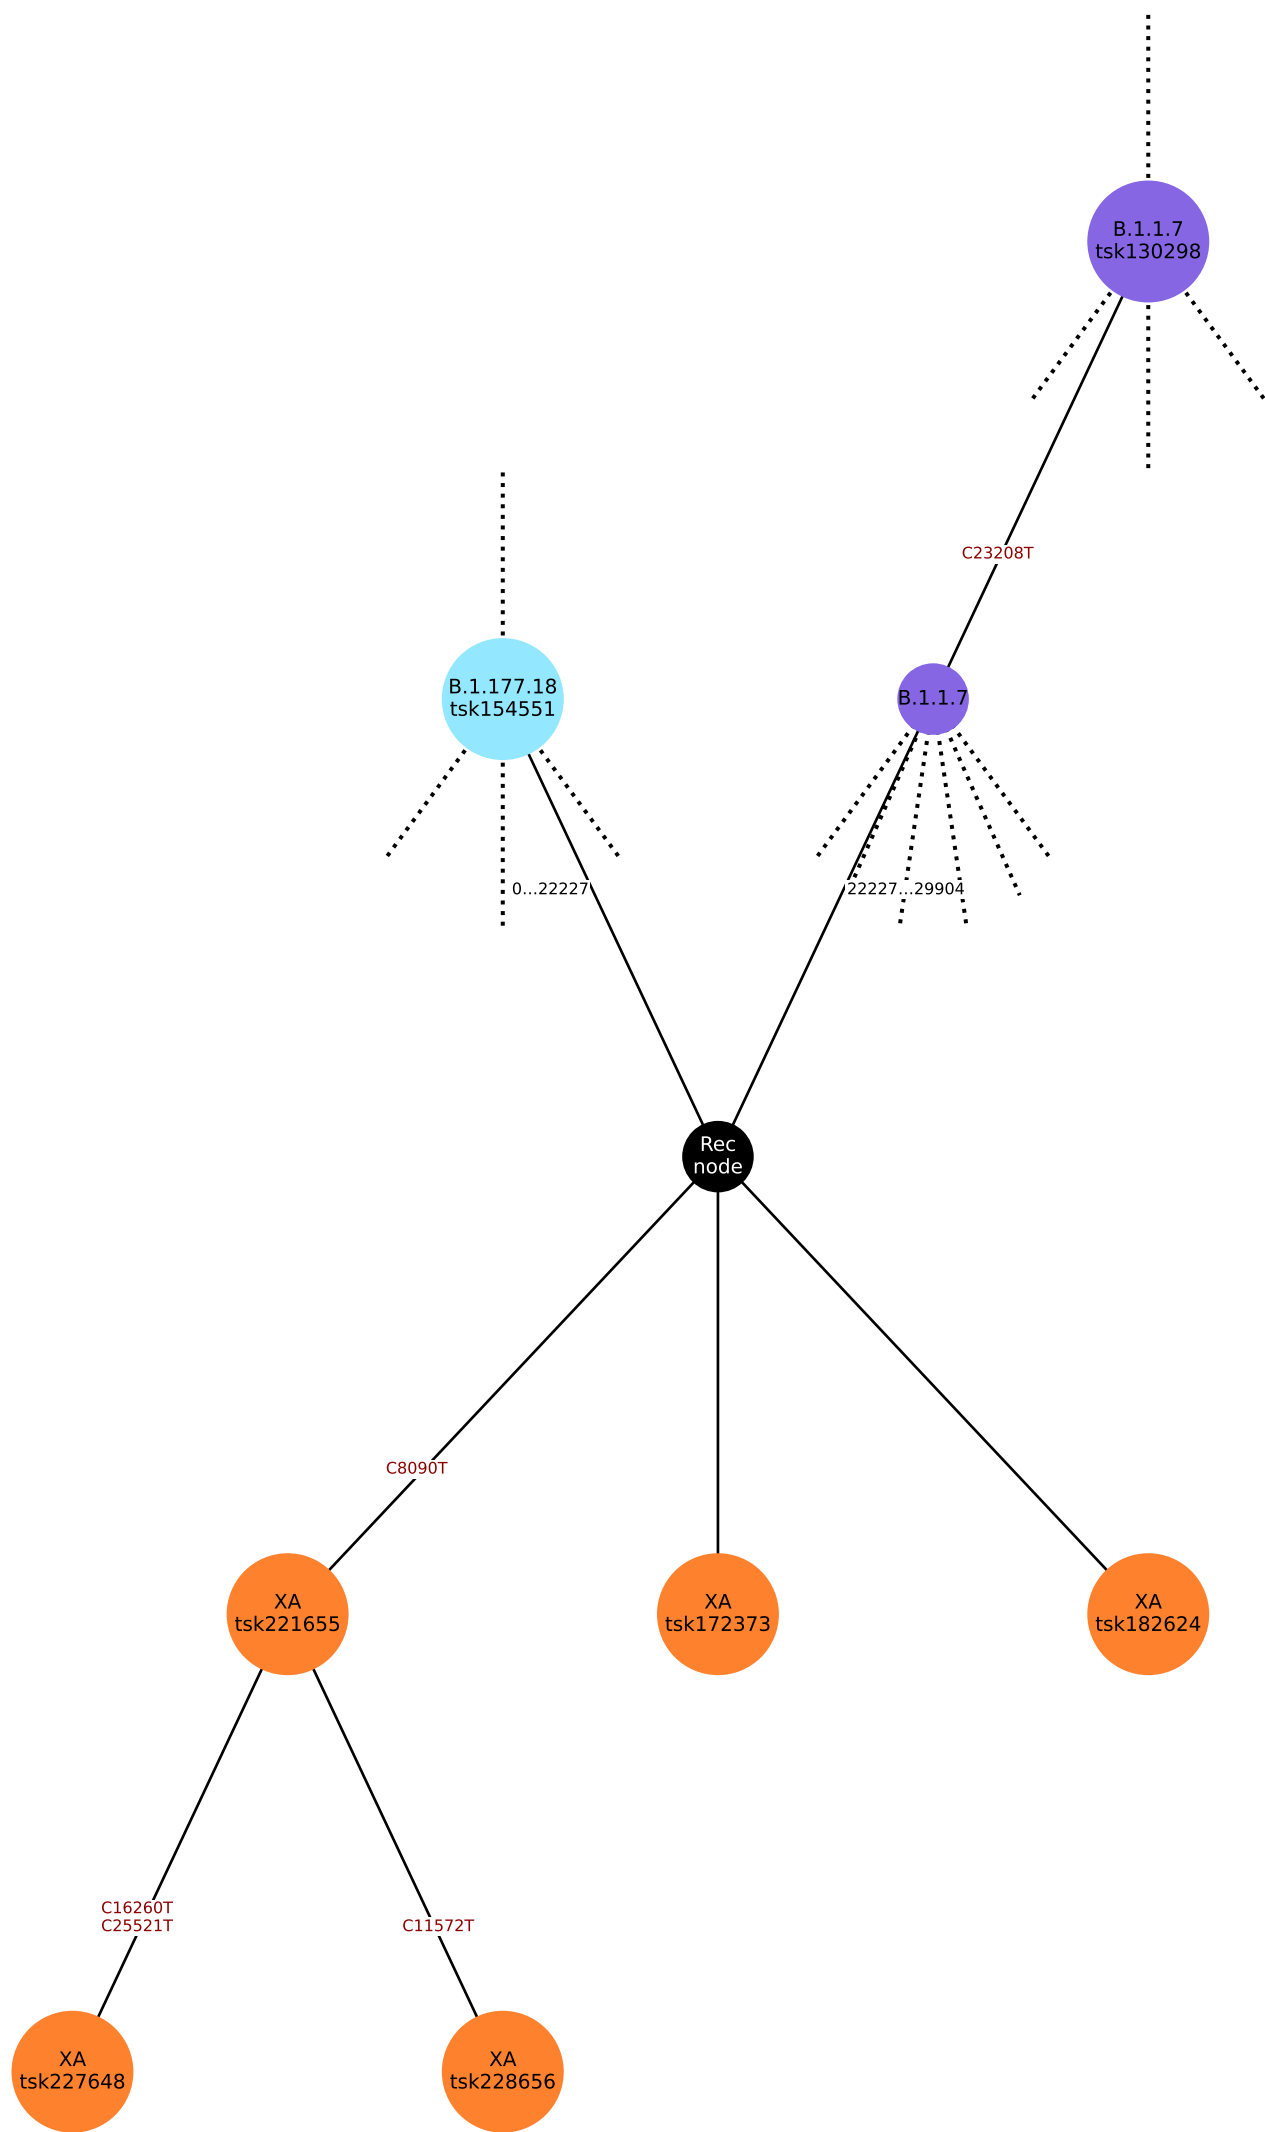 B.1.1.7
tsk130298
C23208T
B.1.177.18
tsk154551
B.1.1.7
0...22227
22227...29904
Rec
node
C8090T
XA
tsk221655
XA
tsk172373
XA
tsk182624
C16260T
C25521T
C11572T
XA
tsk227648
XA
tsk228656